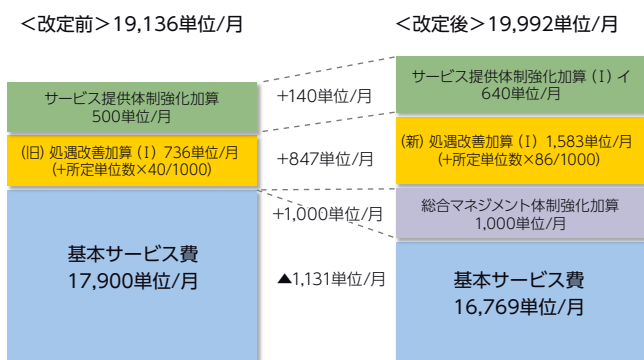 <改定前>19,136単位/月
<改定後>19,992単位/月
サービス提供体制強化加算
500単位/月
+140単位/月
サービス提供体制強化加算(Ⅰ)イ
640単位/月
(旧)処遇改善加算(Ⅰ) 736単位/月
(+所定単位数×40/1000)
+847単位/月
(新)処遇改善加算(Ⅰ) 1,583単位/月
(+所定単位数×86/1000)
+1,000単位/月
総合マネジメント体制強化加算
1,000単位/月
基本サービス費
17,900単位/月
▲1,131単位/月
基本サービス費
16,769単位/月